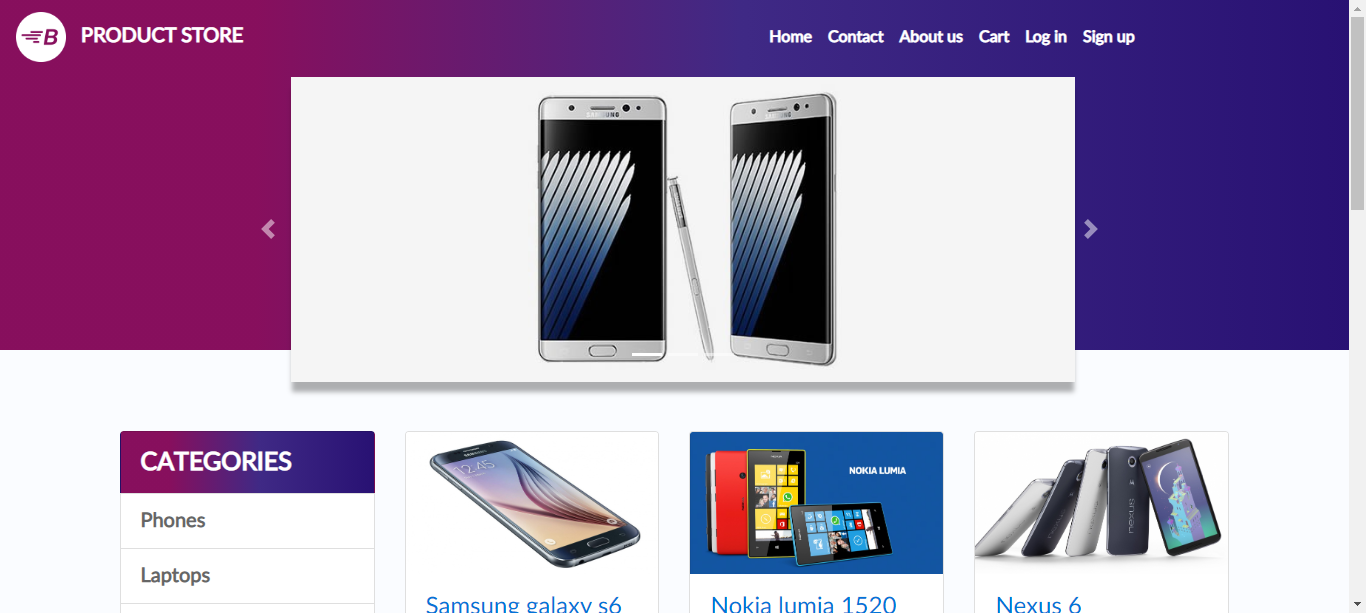 B PRODUCT STORE
Home Contact About us Cart Log in Sign up
SAMSUNG SAMSUNG
CATEGORIES
Phones
Laptops
12:45
NOKIA LUMIA
nexus
Samsung galaxy s6
Nokia lumia 1520
Nexus 6